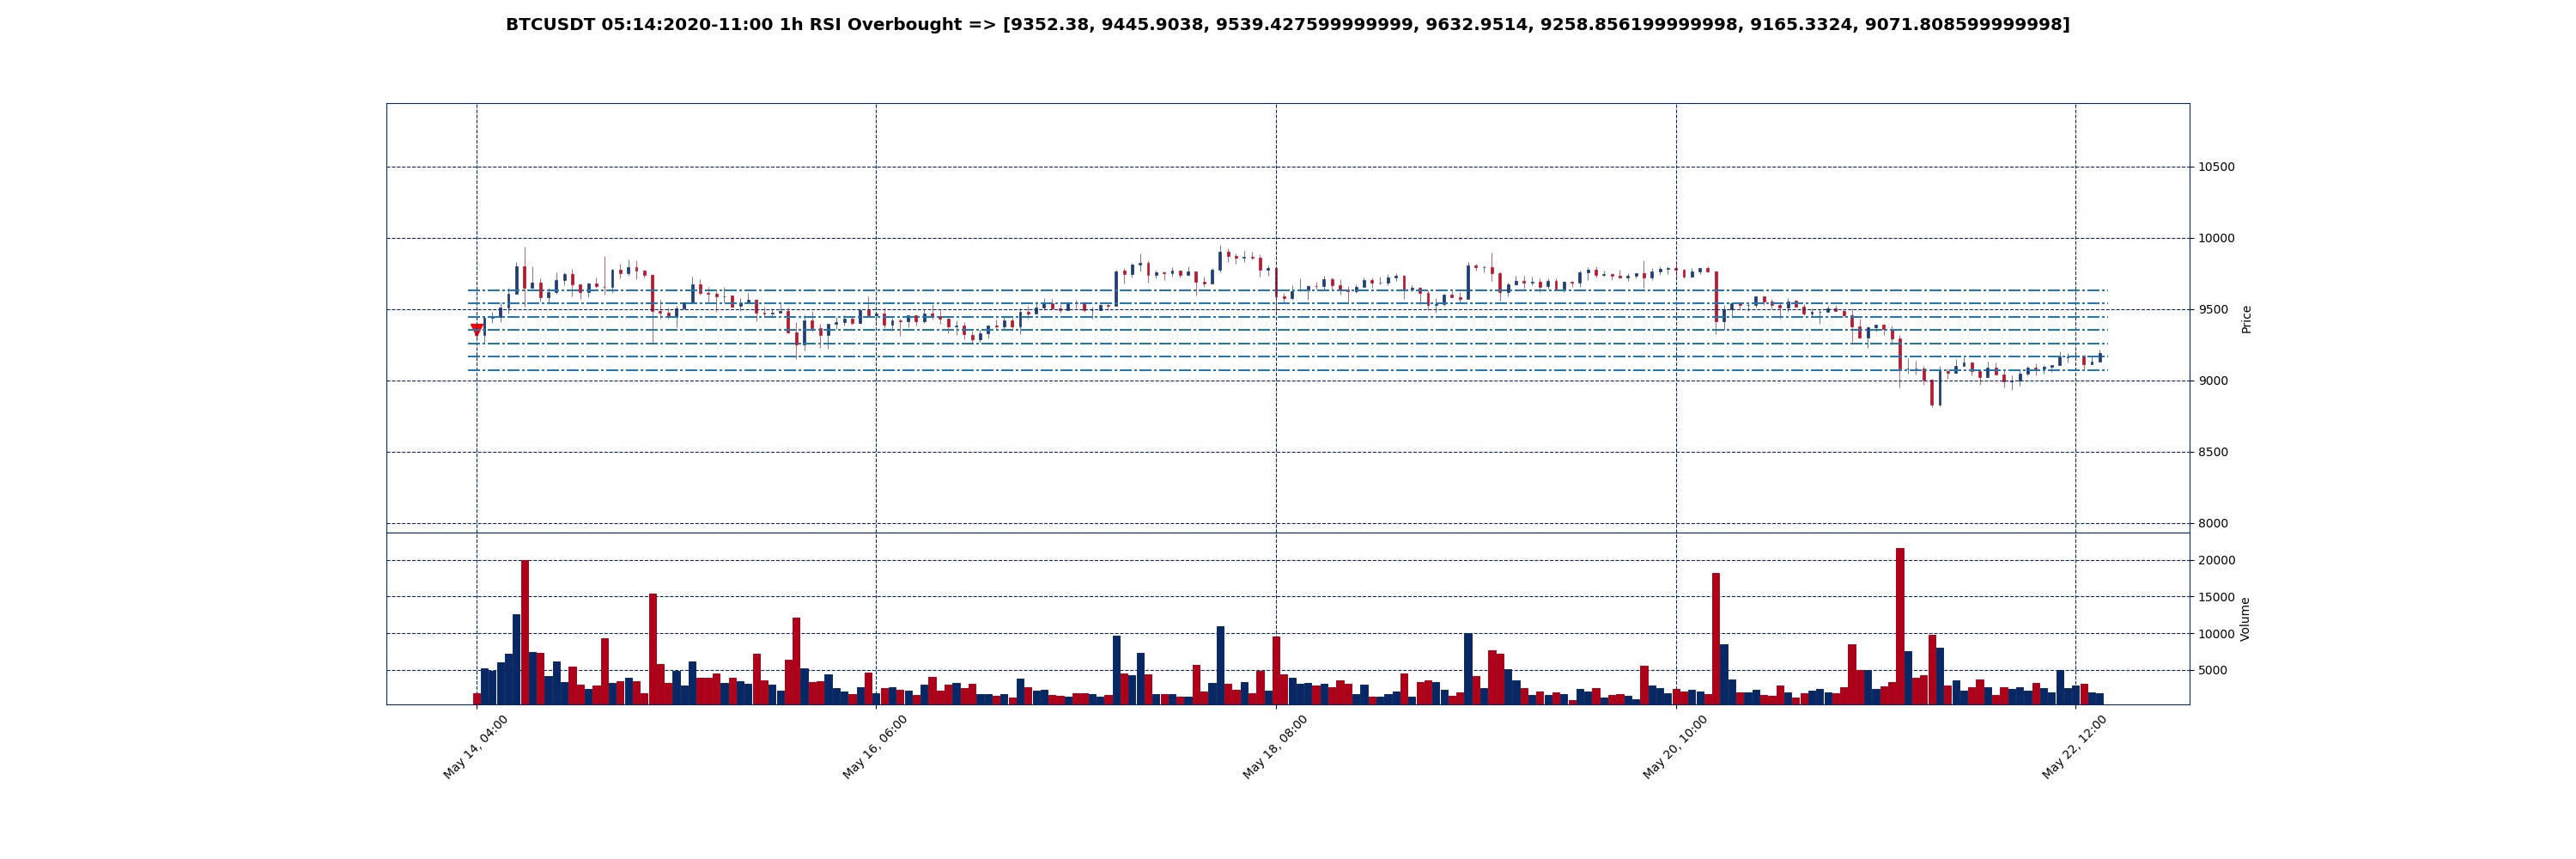 BTCUSDT 05:14:2020-11:00 1h RSI Overbought => [9352.38, 9445.9038, 9539.427599999999, 9632.9514, 9258.856199999998, 9165.3324, 9071.808599999998]
10500
10000
9500
9000
8500
8000
Price
20000
15000
10000
5000
Volume
May 14, 04:00
May 16, 06:00
May 18, 08:00
May 20, 10:00
May 22, 12:00